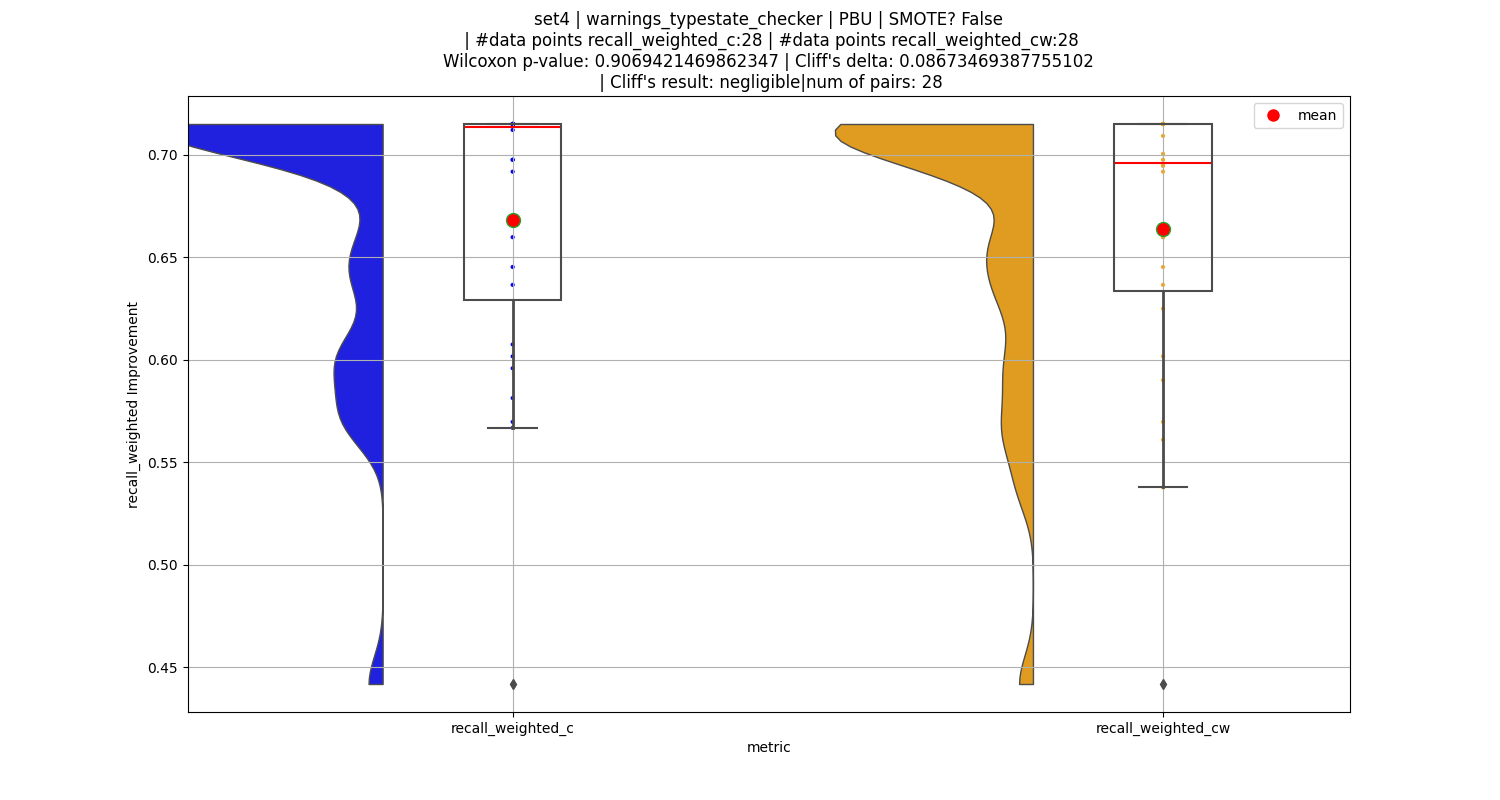 set4 | warnings_typestate_checker | PBU | SMOTE? False
| #data points recall_weighted_c:28 | #data points recall_weighted_cw:28
Wilcoxon p-value: 0.9069421469862347 | Cliff's delta: 0.08673469387755102
| Cliff's result: negligible|num of pairs: 28
mean
0.70
0.65
0.60
0.55
0.50
0.45
recall_weighted Improvement
recall_weighted_c
recall_weighted_cw
metric